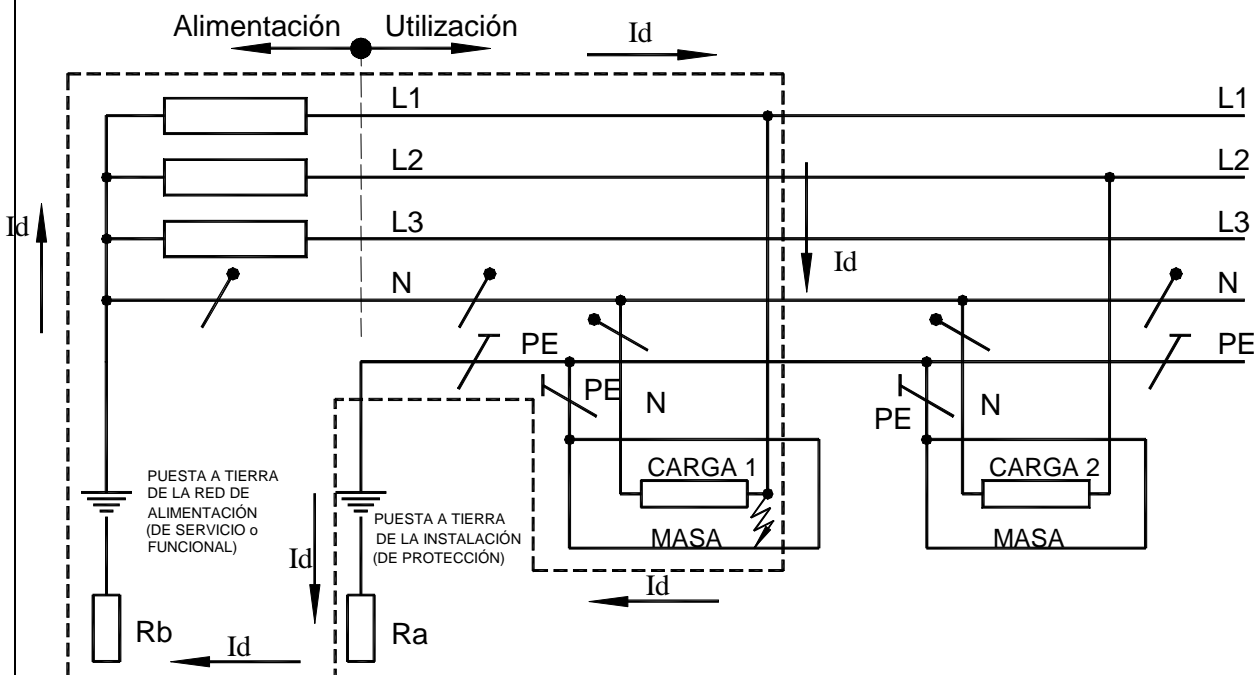 Alimentación Utilización
Id
L1 L1
L2 L2
Id
L3 L3
Id
N N
PE PE
PE N
PE N
CARGA 1 CARGA 2
PUESTA A TIERRA
DE LA RED DE
ALIMENTACIÓN
(DE SERVICIO o
FUNCIONAL)
PUESTA A TIERRA
DE LA INSTALACIÓN
(DE PROTECCIÓN)
MASA MASA
Id
Id
Rb
Id
Ra